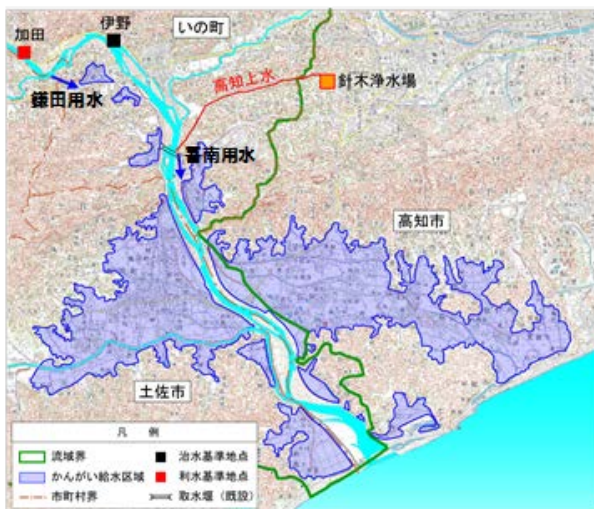 加田
伊野
いの町
高知上水
針木浄水場
鎌田用水
吾南用水
高知市
土佐市
凡 例
流域界
治水基準地点
かんがい給水区域
利水基準地点
市町村界
取水堰（既設）